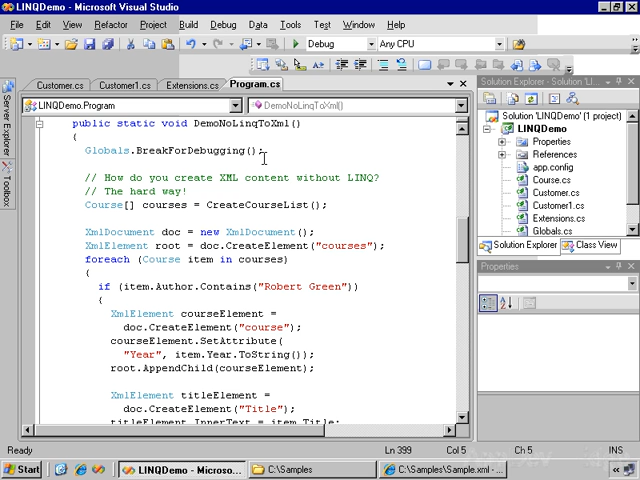 LINQDemo - Microsoft Visual Studio
File Edit View Refactor Project Build Debug Data Tools Test Window Help
Debug Any CPU
Customer.cs Customer1.cs Extensions.cs Program.cs
LINQDemo.Program DemoNoLinqToXml()
public static void DemoNoLinqToXml()
{
Globals.BreakForDebugging();
// How do you create XML content without LINQ?
// The hard way!
Course[] courses = CreateCourseList();
XmlDocument doc = new XmlDocument();
XmlElement root = doc.CreateElement("courses");
foreach (Course item in courses)
{
if (item.Author.Contains("Robert Green"))
{
XmlElement courseElement =
doc.CreateElement("course");
courseElement.SetAttribute(
"Year", item.Year.ToString());
root.AppendChild(courseElement);
XmlElement titleElement =
doc.CreateElement("Title");
titleElement.InnerText = item.Title;
Server Explorer
Toolbox
Solution Explorer - Solution 'LINQD...
Solution 'LINQDemo' (1 project)
LINQDemo
Properties
References
app.config
Course.cs
Customer.cs
Customer1.cs
Extensions.cs
Globals.cs
Solution Explorer Class View
Properties
Ready Ln 399 Col 5 Ch 5 INS
Start LINQDemo - Microso... C:\Samples C:\Samples\Sample.xml - ...